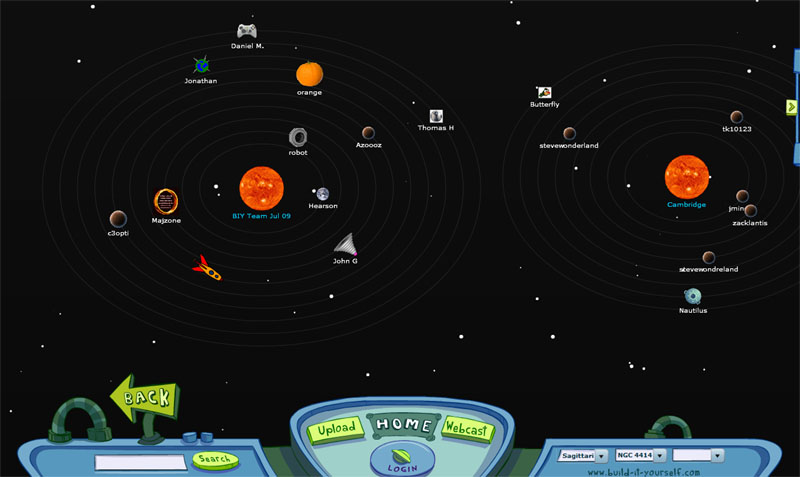 Daniel M.
Jonathan
orange
Butterfly
Thomas H
tk10123
Azoooz
stevewonderland
robot
Hearson
Cambridge
jmin
BIY Team Jul 09
Majzone
zacklantis
c3opti
John G
stevewondreland
Nautilus
BACK
Upload
HOME
Webcast
Search
LOGIN
Sagittari
NGC 4414
www.build-it-yourself.com